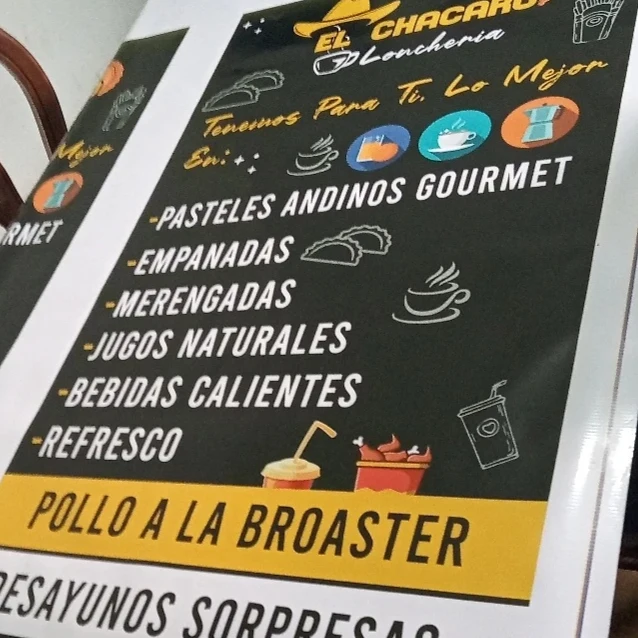 EL CHACARO
Loncheria
Tenemos Para Ti, Lo Mejor
En:
-PASTELES ANDINOS GOURMET
-EMPANADAS
-MERENGADAS
-JUGOS NATURALES
-BEBIDAS CALIENTES
-REFRESCO
POLLO A LA BROASTER
DESAYUNOS SORPRESAS
Mejor
RMET